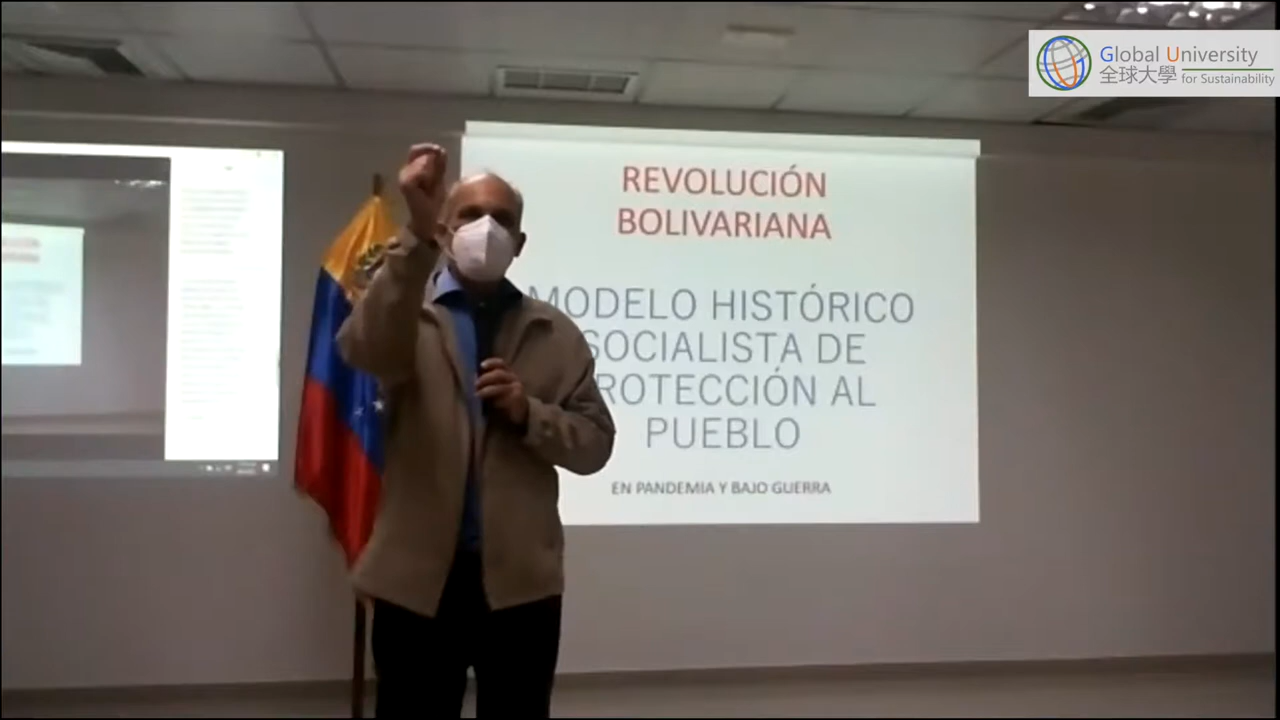 Global University
全球大學 for Sustainability
REVOLUCIÓN
BOLIVARIANA
MODELO HISTÓRICO
SOCIALISTA DE
PROTECCIÓN AL
PUEBLO
EN PANDEMIA Y BAJO GUERRA